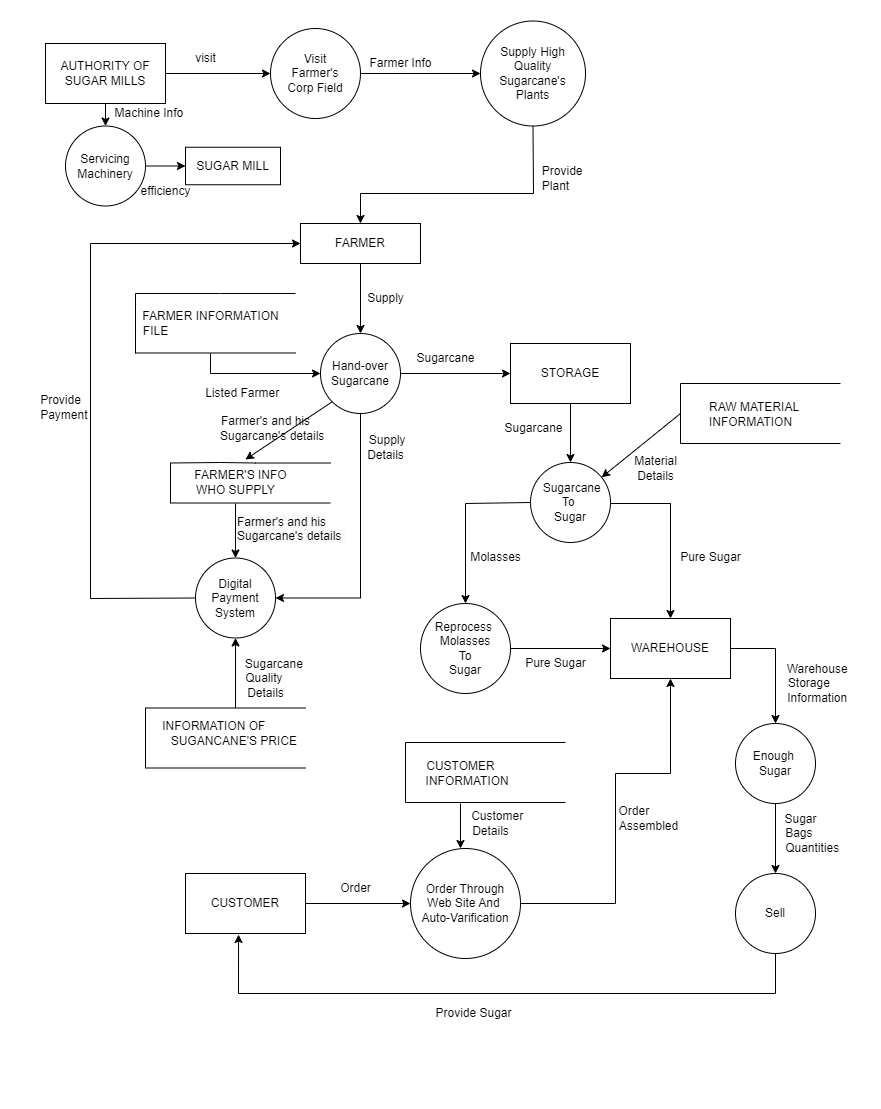 AUTHORITY OF
SUGAR MILLS
visit
Visit
Farmer's
Corp Field
Farmer Info
Supply High
Quality
Sugarcane's
Plants
Machine Info
Servicing
Machinery
efficiency
SUGAR MILL
Provide
Plant
FARMER
Supply
FARMER INFORMATION
FILE
Listed Farmer
Hand-over
Sugarcane
Sugarcane
STORAGE
Provide
Payment
Farmer's and his
Sugarcane's details
Supply
Details
Sugarcane
RAW MATERIAL
INFORMATION
Material
Details
FARMER'S INFO
WHO SUPPLY
Sugarcane
To
Sugar
Farmer's and his
Sugarcane's details
Molasses
Pure Sugar
Digital
Payment
System
Reprocess
Molasses
To
Sugar
Pure Sugar
WAREHOUSE
Sugarcane
Quality
Details
Warehouse
Storage
Information
INFORMATION OF
SUGANCANE'S PRICE
CUSTOMER
INFORMATION
Enough
Sugar
Customer
Details
Order
Assembled
Sugar
Bags
Quantities
CUSTOMER
Order
Order Through
Web Site And
Auto-Varification
Sell
Provide Sugar